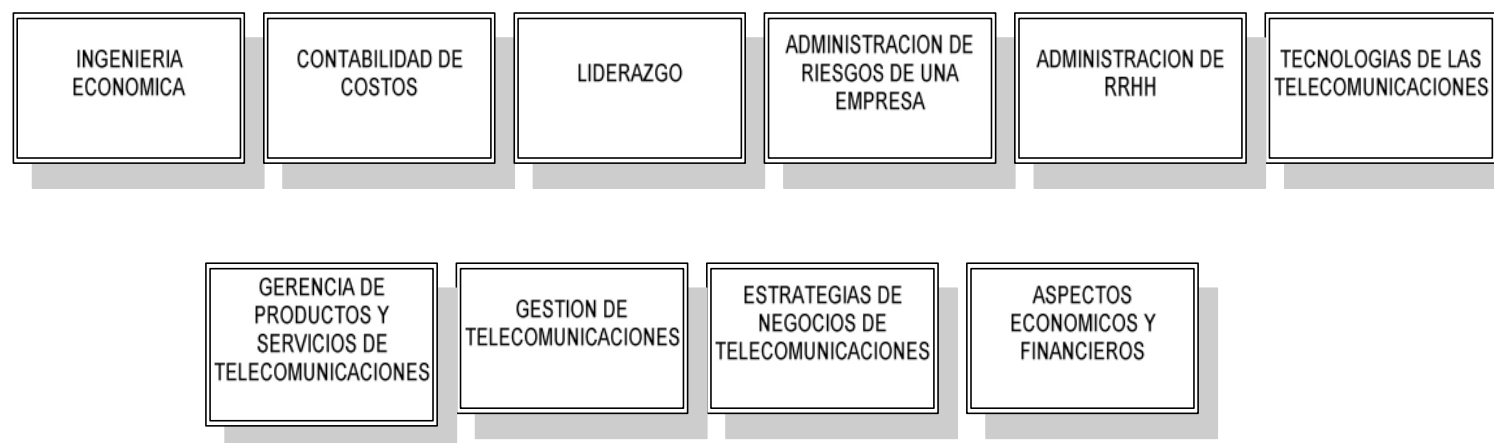 INGENIERIA
ECONOMICA
CONTABILIDAD DE
COSTOS
LIDERAZGO
ADMINISTRACION DE
RIESGOS DE UNA
EMPRESA
ADMINISTRACION DE
RRHH
TECNOLOGIAS DE LAS
TELECOMUNICACIONES
GERENCIA DE
PRODUCTOS Y
SERVICIOS DE
TELECOMUNICACIONES
GESTION DE
TELECOMUNICACIONES
ESTRATEGIAS DE
NEGOCIOS DE
TELECOMUNICACIONES
ASPECTOS
ECONOMICOS Y
FINANCIEROS